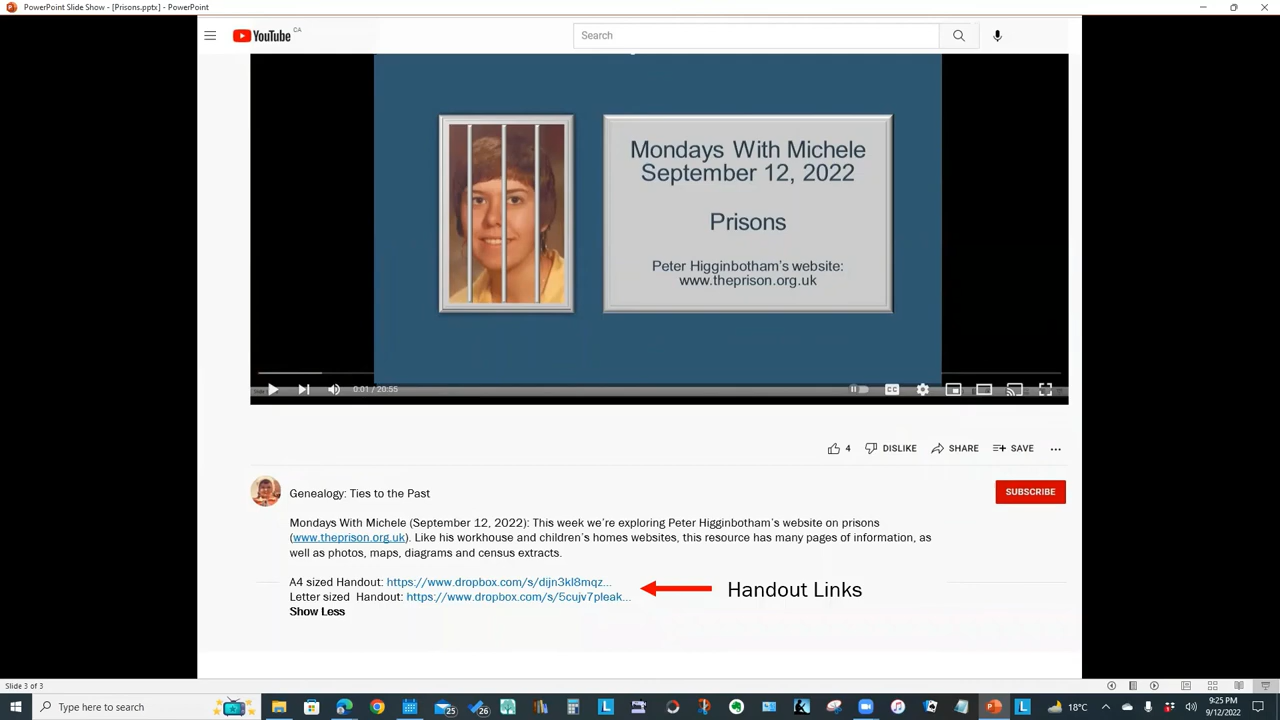 PowerPoint Slide Show - [Prisons.pptx] - PowerPoint
YouTube CA
Search
Mondays With Michele
September 12, 2022
Prisons
Peter Higginbotham's website:
www.theprison.org.uk
0:01 / 20:55
CC
4 DISLIKE SHARE SAVE
Genealogy: Ties to the Past
SUBSCRIBE
Mondays With Michele (September 12, 2022): This week we're exploring Peter Higginbotham's website on prisons
(www.theprison.org.uk). Like his workhouse and children's homes websites, this resource has many pages of information, as
well as photos, maps, diagrams and census extracts.
A4 sized Handout: https://www.dropbox.com/s/dijn3kl8mqz...
Letter sized Handout: https://www.dropbox.com/s/5cujv7pleak...
Handout Links
Show Less
Slide 3 of 3
Type here to search
25
26
18°C
9:25 PM
9/12/2022